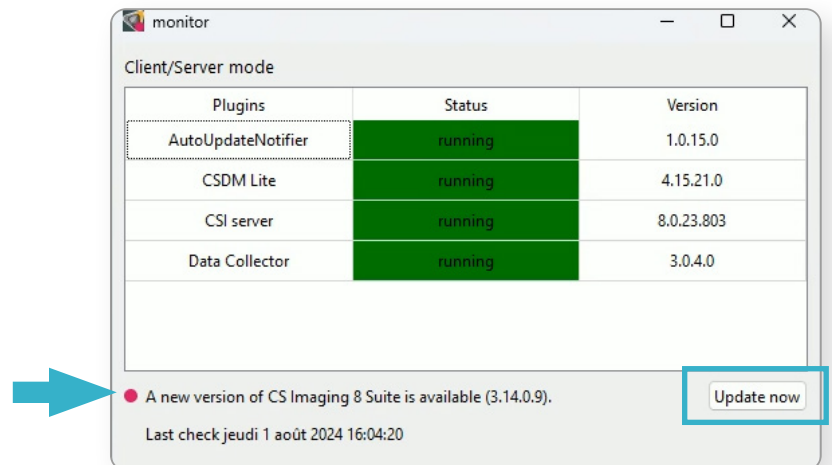 monitor
Client/Server mode
Plugins Status Version
AutoUpdateNotifier running 1.0.15.0
CSDM Lite running 4.15.21.0
CSI server running 8.0.23.803
Data Collector running 3.0.4.0
A new version of CS Imaging 8 Suite is available (3.14.0.9). Update now
Last check jeudi 1 août 2024 16:04:20